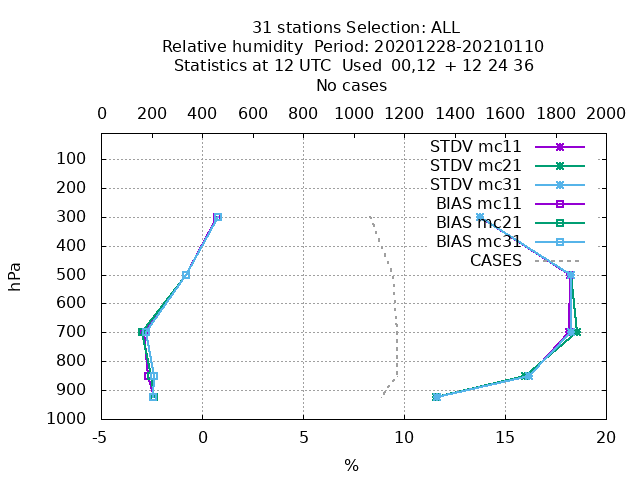 31 stations Selection: ALL
Relative humidity  Period: 20201228-20210110
Statistics at 12 UTC  Used  00,12  + 12 24 36
No cases
0 200 400 600 800 1000 1200 1400 1600 1800 2000
STDV mc11
STDV mc21
STDV mc31
BIAS mc11
BIAS mc21
BIAS mc31
CASES
100
200
300
400
500
600
700
800
900
1000
hPa
-5 0 5 10 15 20
%